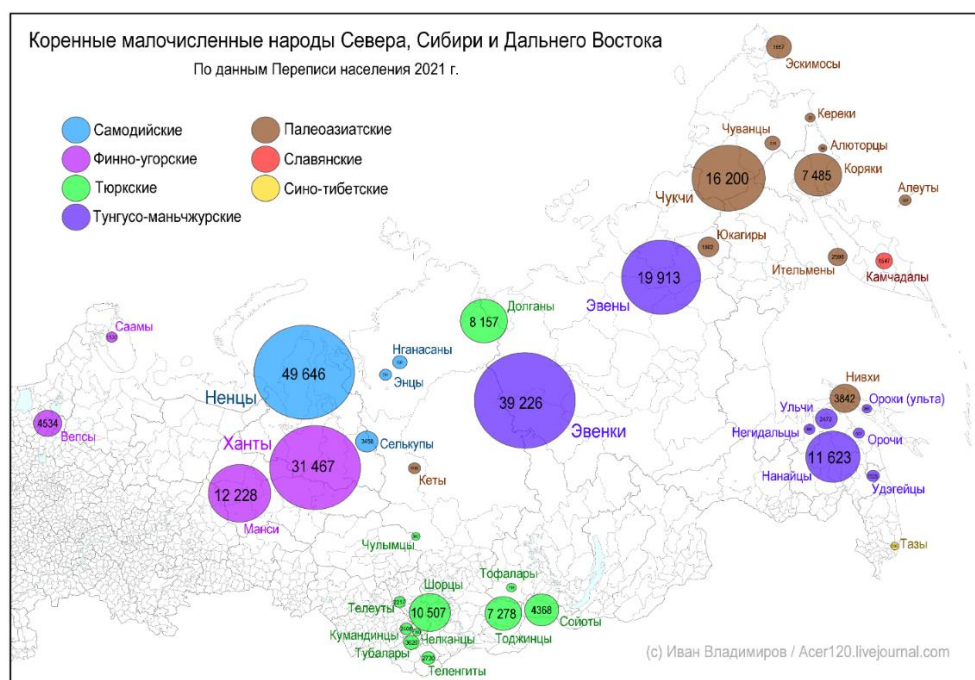 Коренные малочисленные народы Севера, Сибири и Дальнего Востока
По данным Переписи населения 2021 г.
Самодийские
Финно-угорские
Тюркские
Тунгусо-маньчжурские
Палеоазиатские
Славянские
Сино-тибетские
Эскимосы
Кереки
Чуванцы
Алюторцы
16 200
7 485
Коряки
Чукчи
Алеуты
Юкагиры
Ительмены
Камчадалы
19 913
Эвены
Долганы
8 157
Саамы
Нганасаны
49 646
Энцы
Ненцы
39 226
Эвенки
4534
Вепсы
Ханты
Селькупы
31 467
Кеты
12 228
Манси
Нивхи
3842
Ороки (ульта)
Ульчи
Негидальцы
Орочи
11 623
Нанайцы
Удэгейцы
Тазы
Чулымцы
Шорцы
Тофалары
Телеуты
10 507
7 278
4368
Сойоты
Кумандинцы
Челканцы
Тоджинцы
Тубалары
Теленгиты
(c) Иван Владимиров / Acer120.livejournal.com